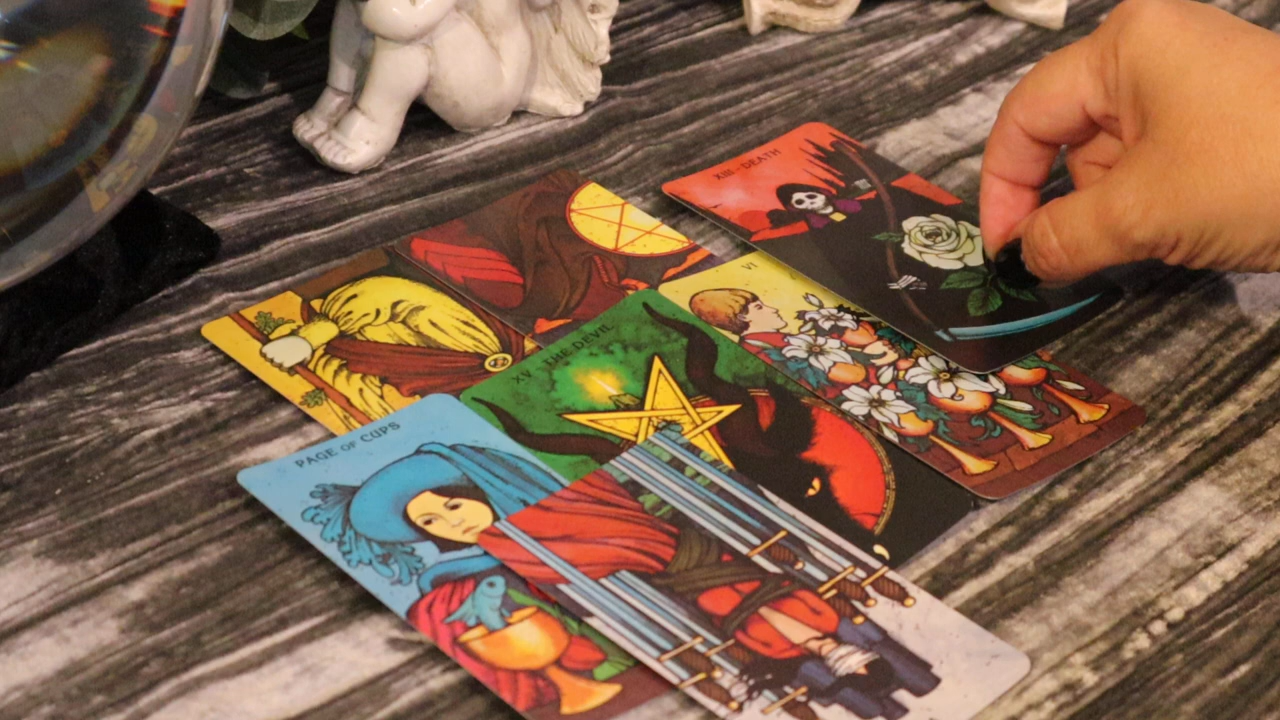 XIII - DEATH
VI
XV THE DEVIL
PAGE OF CUPS